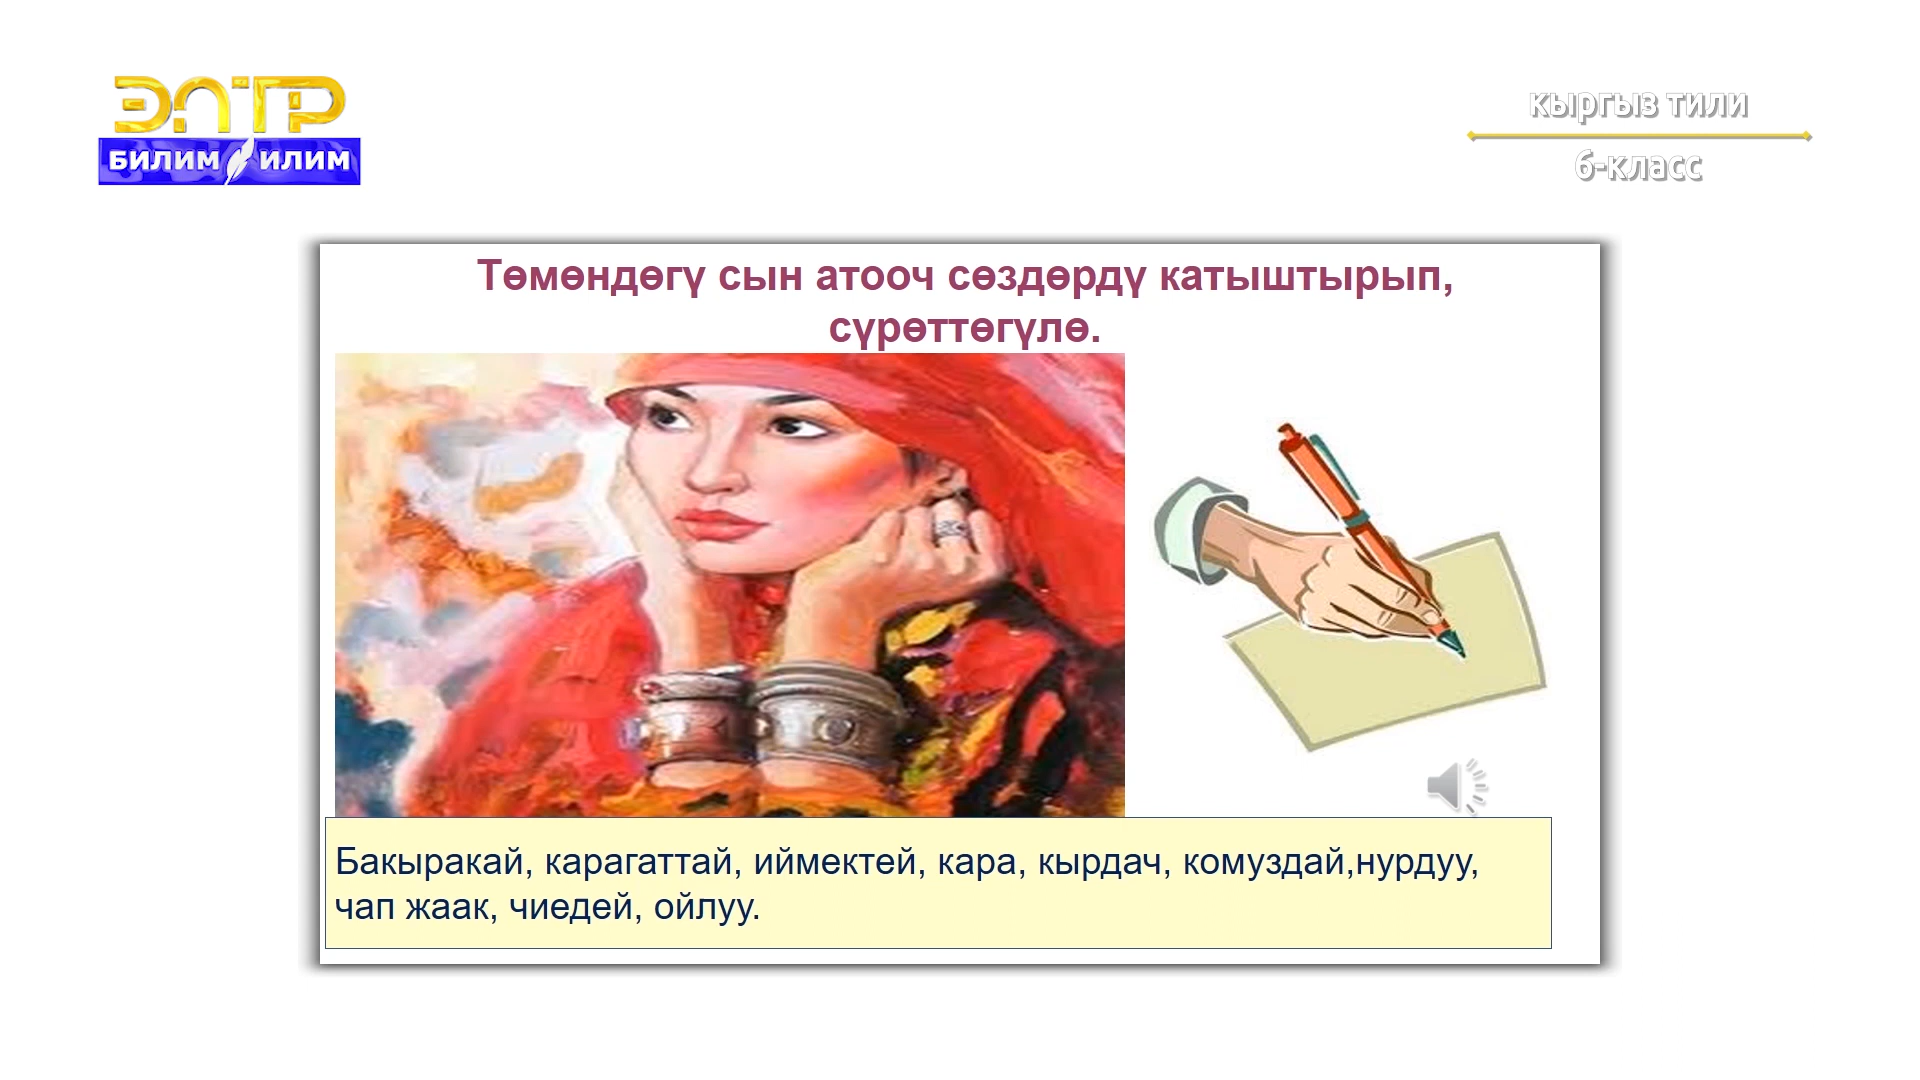 ЭЛТР
БИЛИМ ИЛИМ
кыргыз тили
6-класс
Төмөндөгү сын атооч сөздөрдү катыштырып,
сүрөттөгүлө.
Бакыракай, карагаттай, ийმектей, кара, кырдач, комуздай,нурдуу,
чап жаак, чиедей, ойлуу.